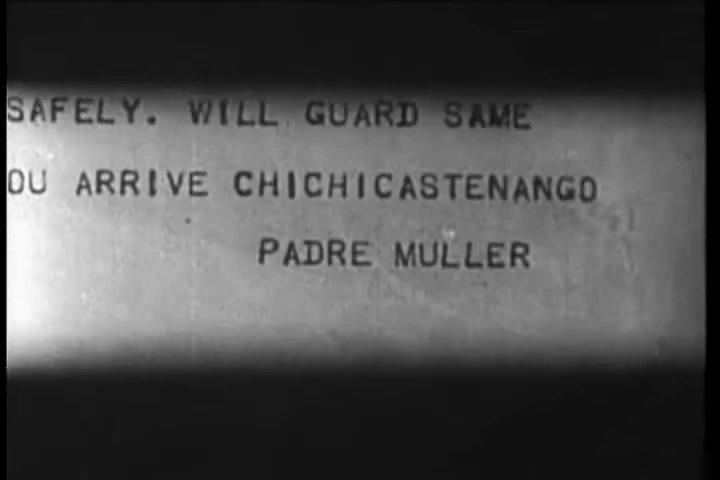 SAFELY. WILL GUARD SAME
OU ARRIVE CHICHICASTENANGO
PADRE MULLER